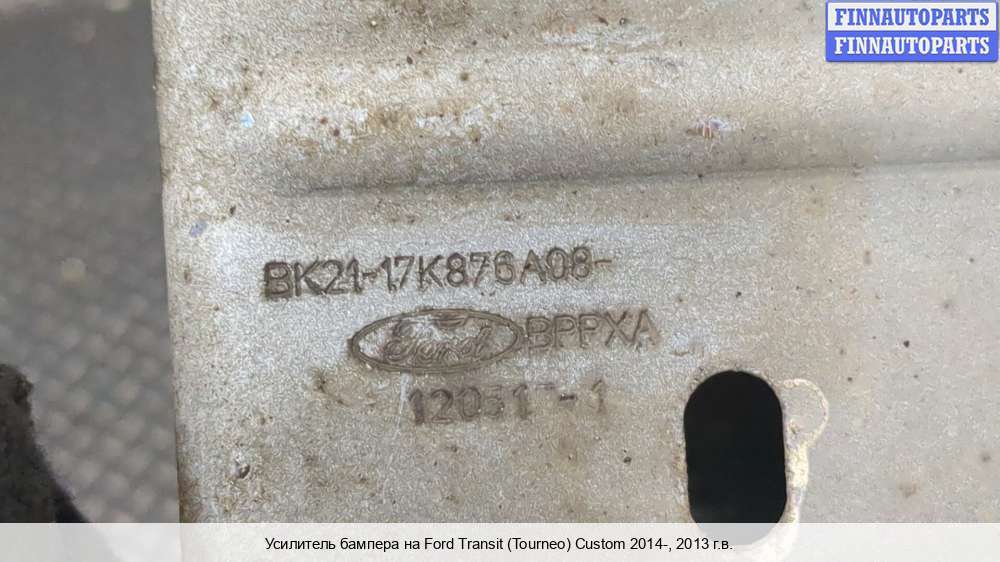 FINNAUTOPARTS
FINNAUTOPARTS
BK21-17K876A08-
Ford BPPXA
Усилитель бампера на Ford Transit (Tourneo) Custom 2014-, 2013 г.в.